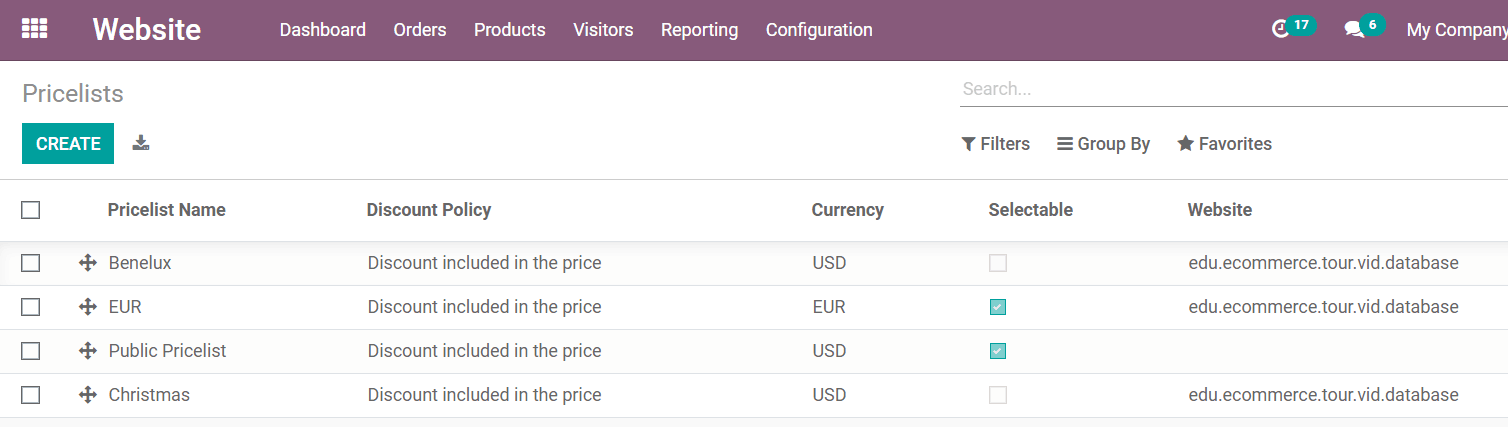 Website Dashboard Orders Products Visitors Reporting Configuration 17 6 My Company
Pricelists Search...
CREATE Filters Group By Favorites
Pricelist Name Discount Policy Currency Selectable Website
Benelux Discount included in the price USD edu.ecommerce.tour.vid.database
EUR Discount included in the price EUR edu.ecommerce.tour.vid.database
Public Pricelist Discount included in the price USD
Christmas Discount included in the price USD edu.ecommerce.tour.vid.database